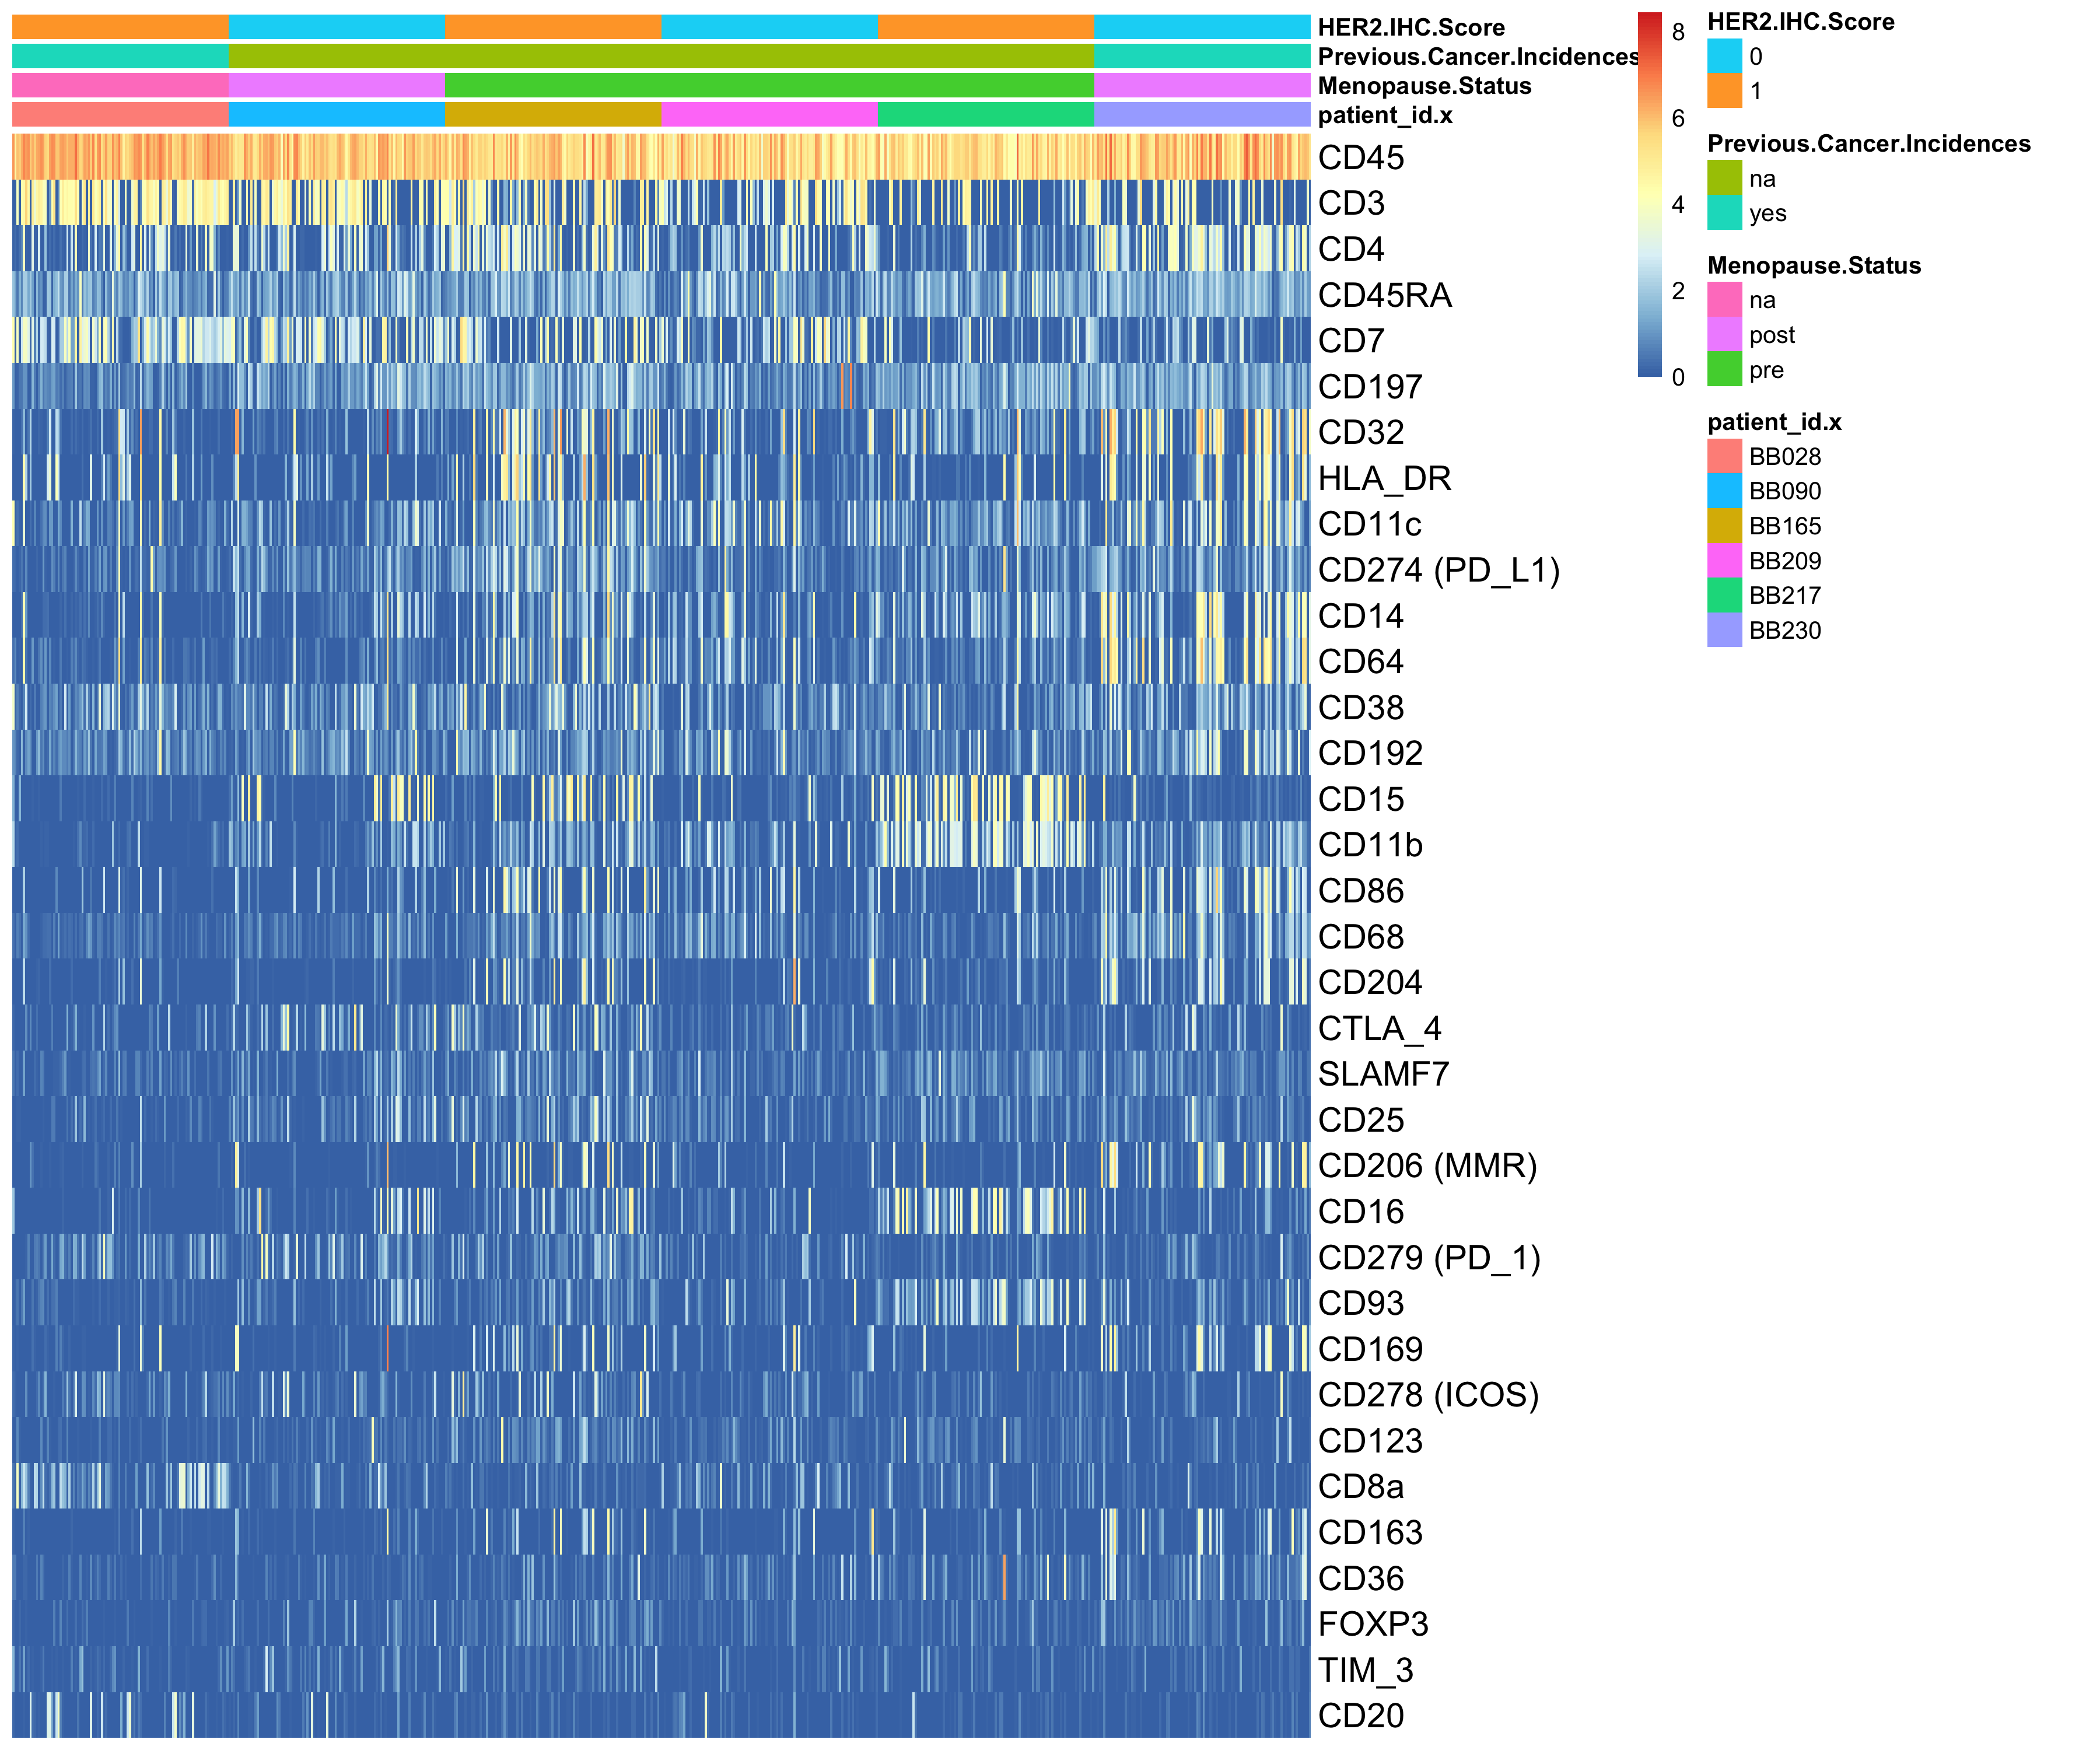 HER2.IHC.Score
Previous.Cancer.Incidences
Menopause.Status
patient_id.x
CD45
CD3
CD4
CD45RA
CD7
CD197
CD32
HLA_DR
CD11c
CD274 (PD_L1)
CD14
CD64
CD38
CD192
CD15
CD11b
CD86
CD68
CD204
CTLA_4
SLAMF7
CD25
CD206 (MMR)
CD16
CD279 (PD_1)
CD93
CD169
CD278 (ICOS)
CD123
CD8a
CD163
CD36
FOXP3
TIM_3
CD20
8
6
4
2
0
HER2.IHC.Score
0
1
Previous.Cancer.Incidences
na
yes
Menopause.Status
na
post
pre
patient_id.x
BB028
BB090
BB165
BB209
BB217
BB230